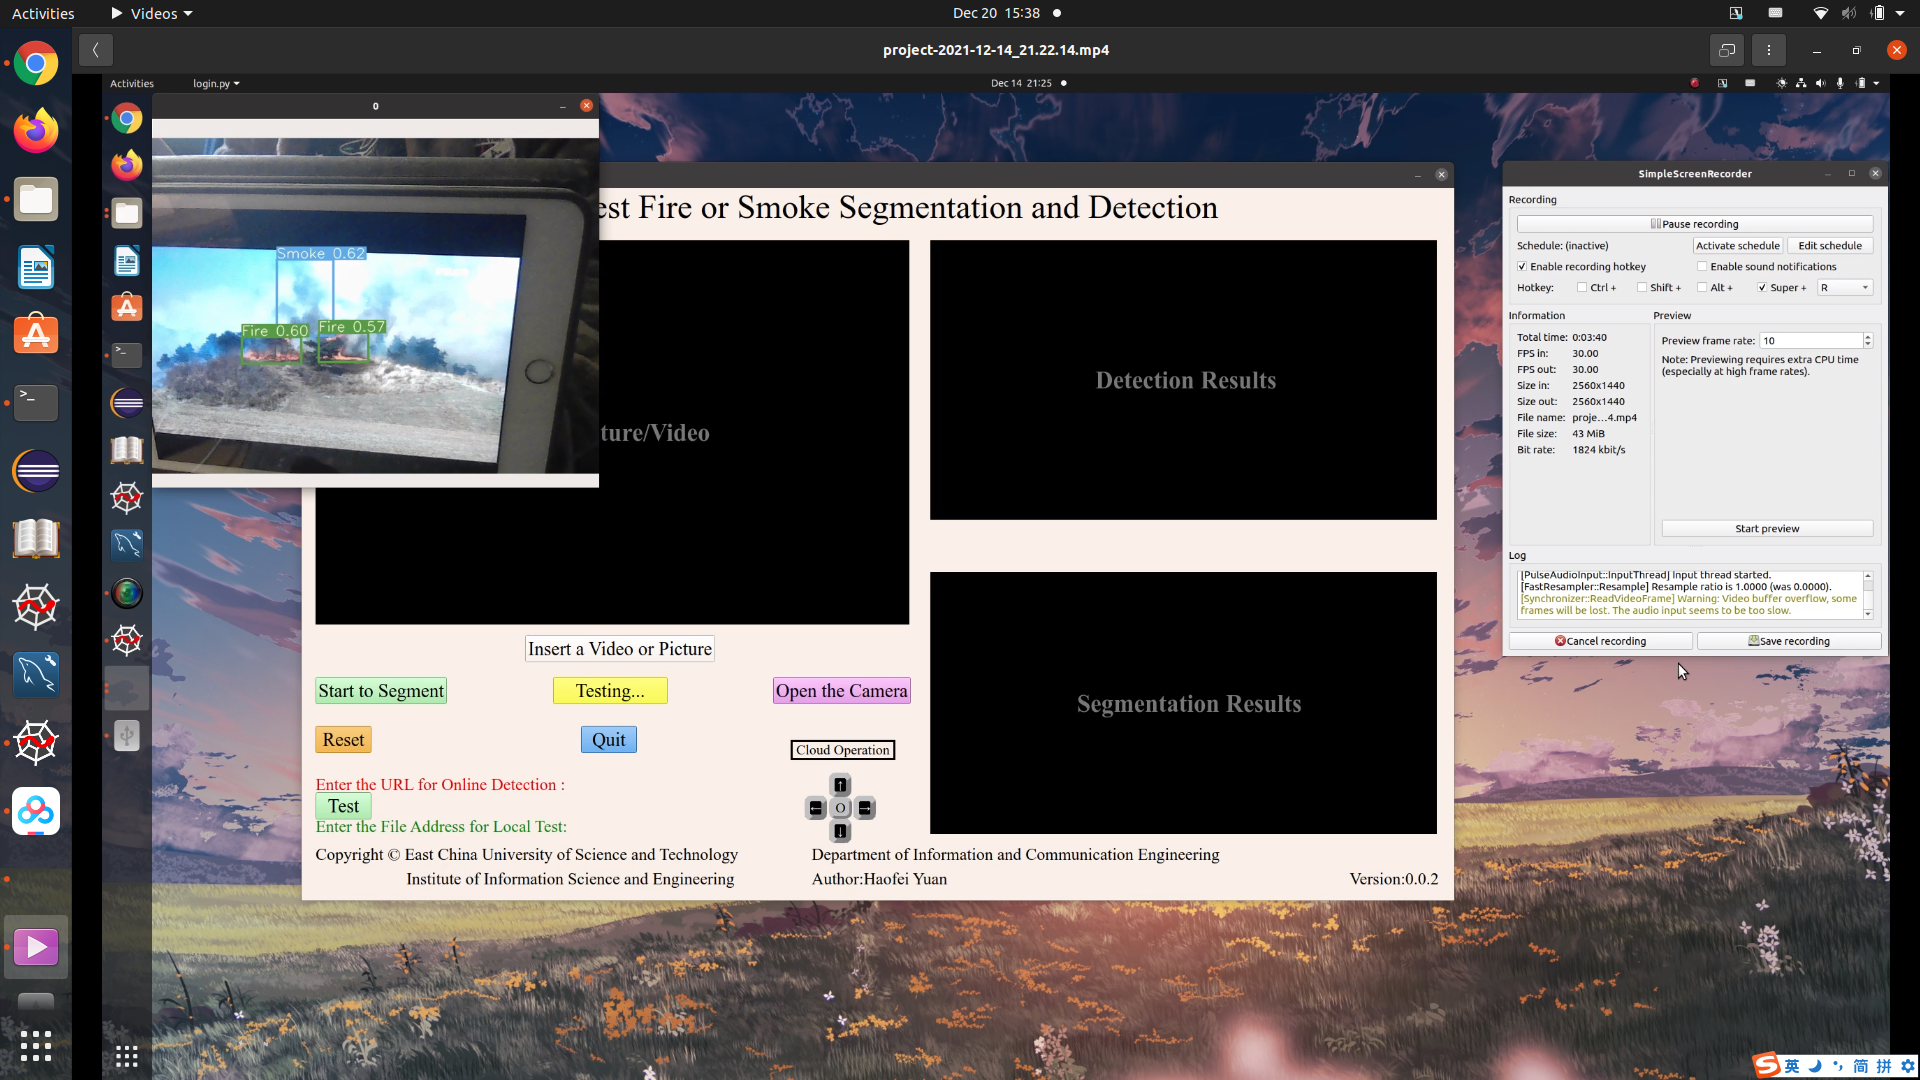 Activities
Videos
Dec 20 15:38
project-2021-12-14_21.22.14.mp4
Activities
login.py
Dec 14 21:25
0
Smoke 0.62
Fire 0.60
Fire 0.57
est Fire or Smoke Segmentation and Detection
ture/Video
Detection Results
Segmentation Results
Insert a Video or Picture
Start to Segment
Testing...
Open the Camera
Reset
Quit
Cloud Operation
O
Enter the URL for Online Detection :
Test
Enter the File Address for Local Test:
Copyright © East China University of Science and Technology
Department of Information and Communication Engineering
Institute of Information Science and Engineering
Author:Haofei Yuan
Version:0.0.2
SimpleScreenRecorder
Recording
Pause recording
Schedule: (inactive)
Activate schedule
Edit schedule
Enable recording hotkey
Enable sound notifications
Hotkey:
Ctrl +
Shift +
Alt +
Super +
R
Information
Total time: 0:03:40
FPS in: 30.00
FPS out: 30.00
Size in: 2560x1440
Size out: 2560x1440
File name: proje...4.mp4
File size: 43 MiB
Bit rate: 1824 kbit/s
Preview
Preview frame rate: 10
Note: Previewing requires extra CPU time
(especially at high frame rates).
Start preview
Log
[PulseAudioInput::InputThread] Input thread started.
[FastResampler::Resample] Resample ratio is 1.0000 (was 0.0000).
[Synchronizer::ReadVideoFrame] Warning: Video buffer overflow, some
frames will be lost. The audio input seems to be too slow.
Cancel recording
Save recording
英
简
拼